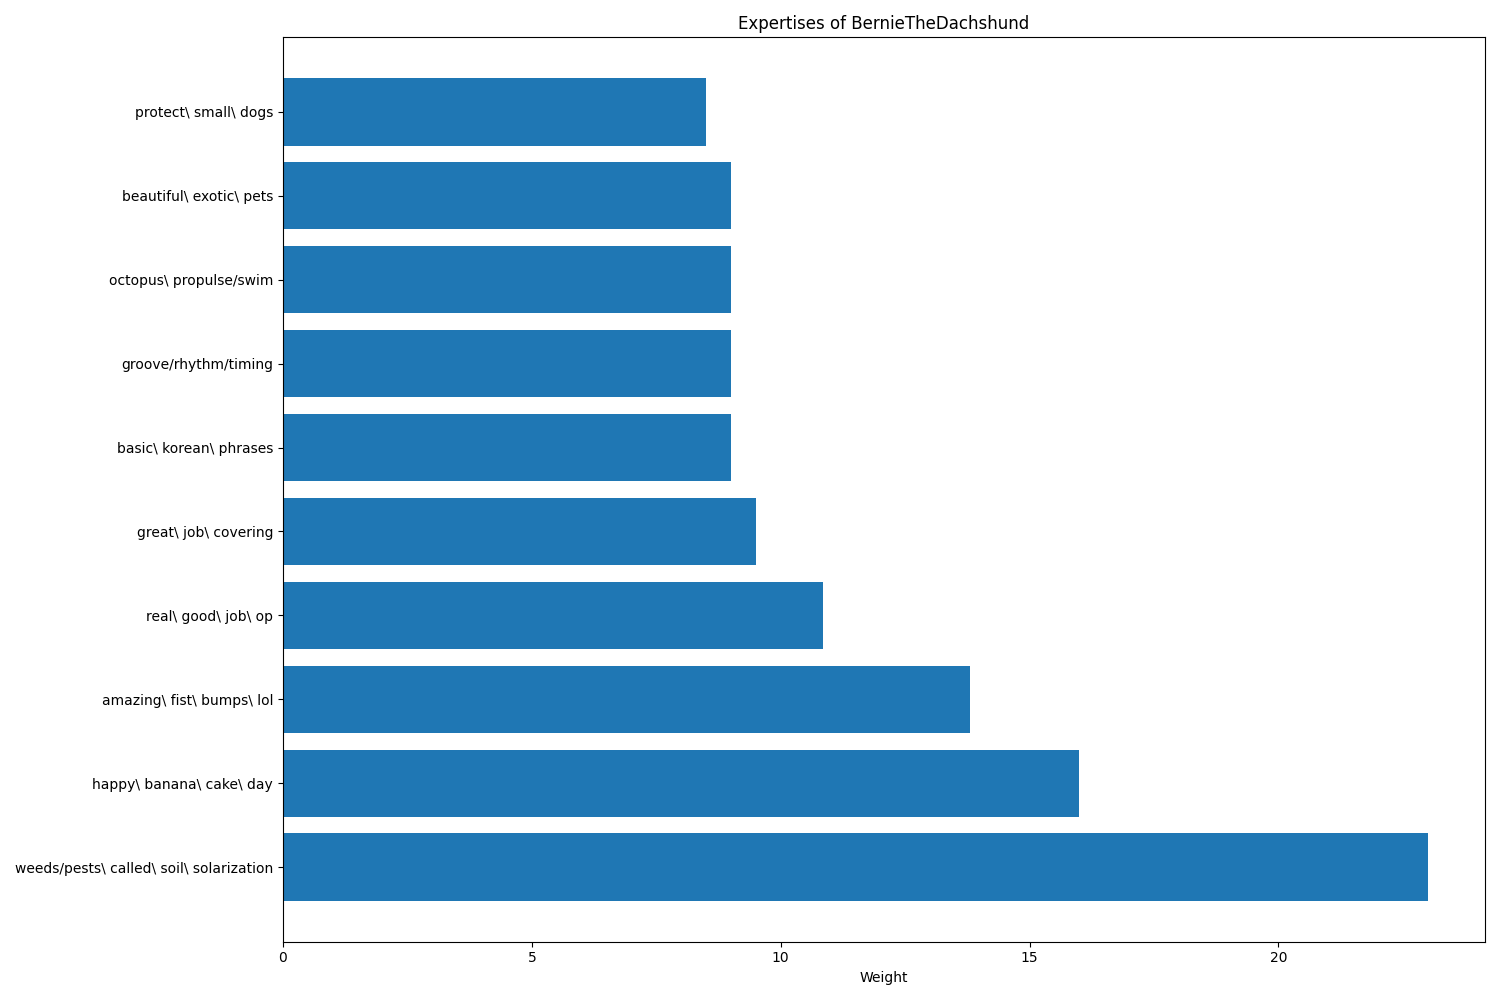 Expertises of BernieTheDachshund
protect\ small\ dogs
beautiful\ exotic\ pets
octopus\ propulse/swim
groove/rhythm/timing
basic\ korean\ phrases
great\ job\ covering
real\ good\ job\ op
amazing\ fist\ bumps\ lol
happy\ banana\ cake\ day
weeds/pests\ called\ soil\ solarization
0 5 10 15 20
Weight